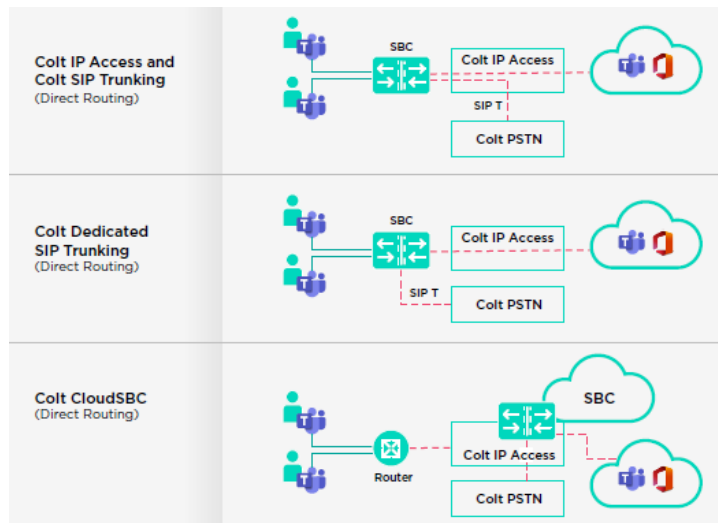 Colt IP Access and
Colt SIP Trunking
(Direct Routing)
SBC
Colt IP Access
SIP T
Colt PSTN
Colt Dedicated
SIP Trunking
(Direct Routing)
SBC
Colt IP Access
SIP T
Colt PSTN
Colt CloudSBC
(Direct Routing)
SBC
Router
Colt IP Access
Colt PSTN